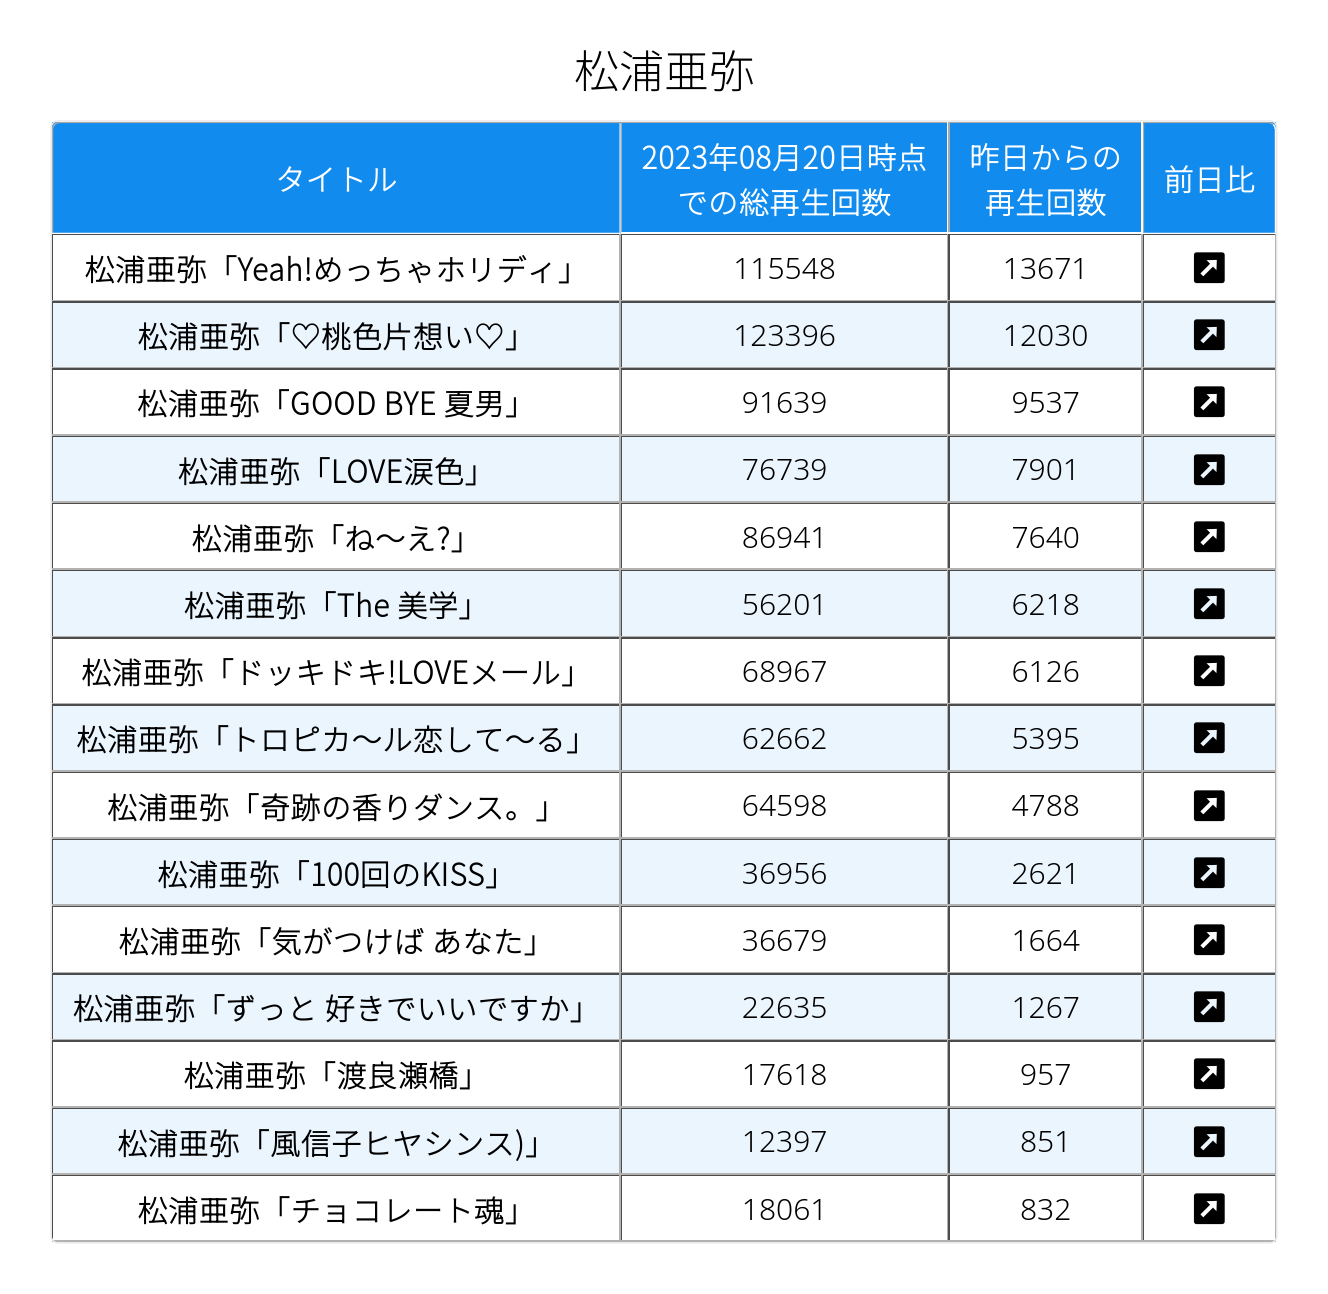 松浦亜弥
タイトル
2023年08月20日時点
での総再生回数
昨日からの
再生回数
前日比
松浦亜弥「Yeah!めっちゃホリディ」 115548 13671
松浦亜弥「♡桃色片想い♡」 123396 12030
松浦亜弥「GOOD BYE 夏男」 91639 9537
松浦亜弥「LOVE涙色」 76739 7901
松浦亜弥「ね〜え?」 86941 7640
松浦亜弥「The 美学」 56201 6218
松浦亜弥「ドッキドキ!LOVEメール」 68967 6126
松浦亜弥「トロピカ〜ル恋して〜る」 62662 5395
松浦亜弥「奇跡の香りダンス。」 64598 4788
松浦亜弥「100回のKISS」 36956 2621
松浦亜弥「気がつけば あなた」 36679 1664
松浦亜弥「ずっと 好きでいいですか」 22635 1267
松浦亜弥「渡良瀬橋」 17618 957
松浦亜弥「風信子ヒヤシンス)」 12397 851
松浦亜弥「チョコレート魂」 18061 832